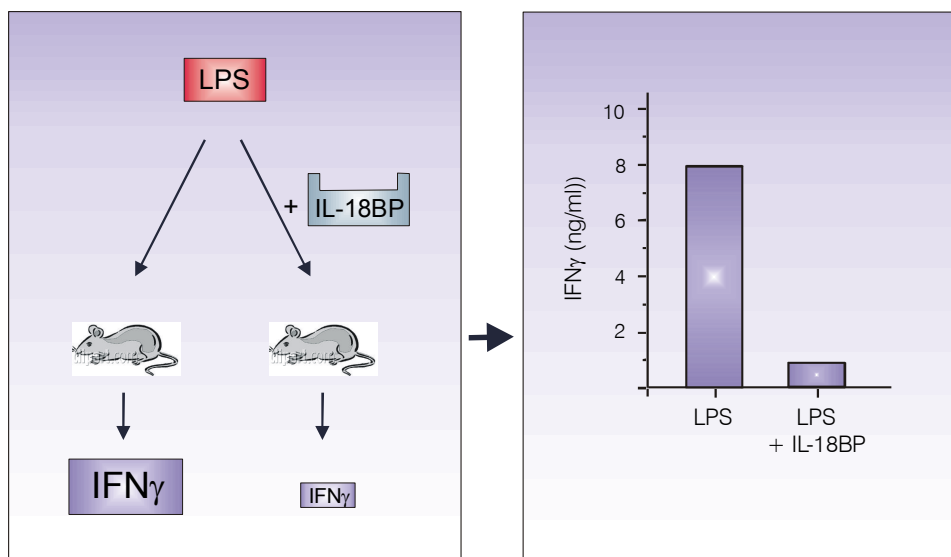 LPS
+
IL-18BP
IFNγ
IFNγ
IFNγ (ng/ml))
10
8
6
4
2
LPS
LPS
+ IL-18BP